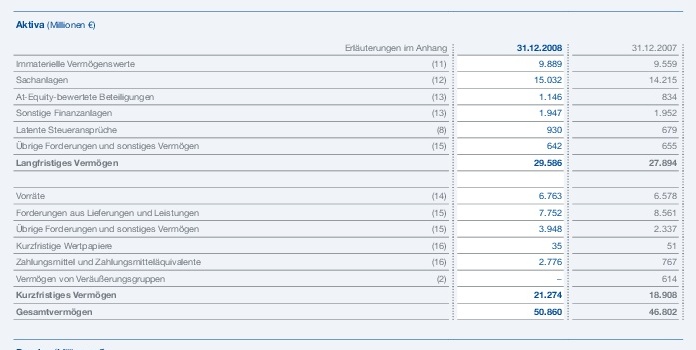 Aktiva (Millionen €)
Erläuterungen im Anhang 31.12.2008 31.12.2007
Immaterielle Vermögenswerte (11) 9.889 9.559
Sachanlagen (12) 15.032 14.215
At-Equity-bewertete Beteiligungen (13) 1.146 834
Sonstige Finanzanlagen (13) 1.947 1.952
Latente Steueransprüche (8) 930 679
Übrige Forderungen und sonstiges Vermögen (15) 642 655
Langfristiges Vermögen 29.586 27.894
Vorräte (14) 6.763 6.578
Forderungen aus Lieferungen und Leistungen (15) 7.752 8.561
Übrige Forderungen und sonstiges Vermögen (15) 3.948 2.337
Kurzfristige Wertpapiere (16) 35 51
Zahlungsmittel und Zahlungsmitteläquivalente (16) 2.776 767
Vermögen von Veräußerungsgruppen (2) – 614
Kurzfristiges Vermögen 21.274 18.908
Gesamtvermögen 50.860 46.802